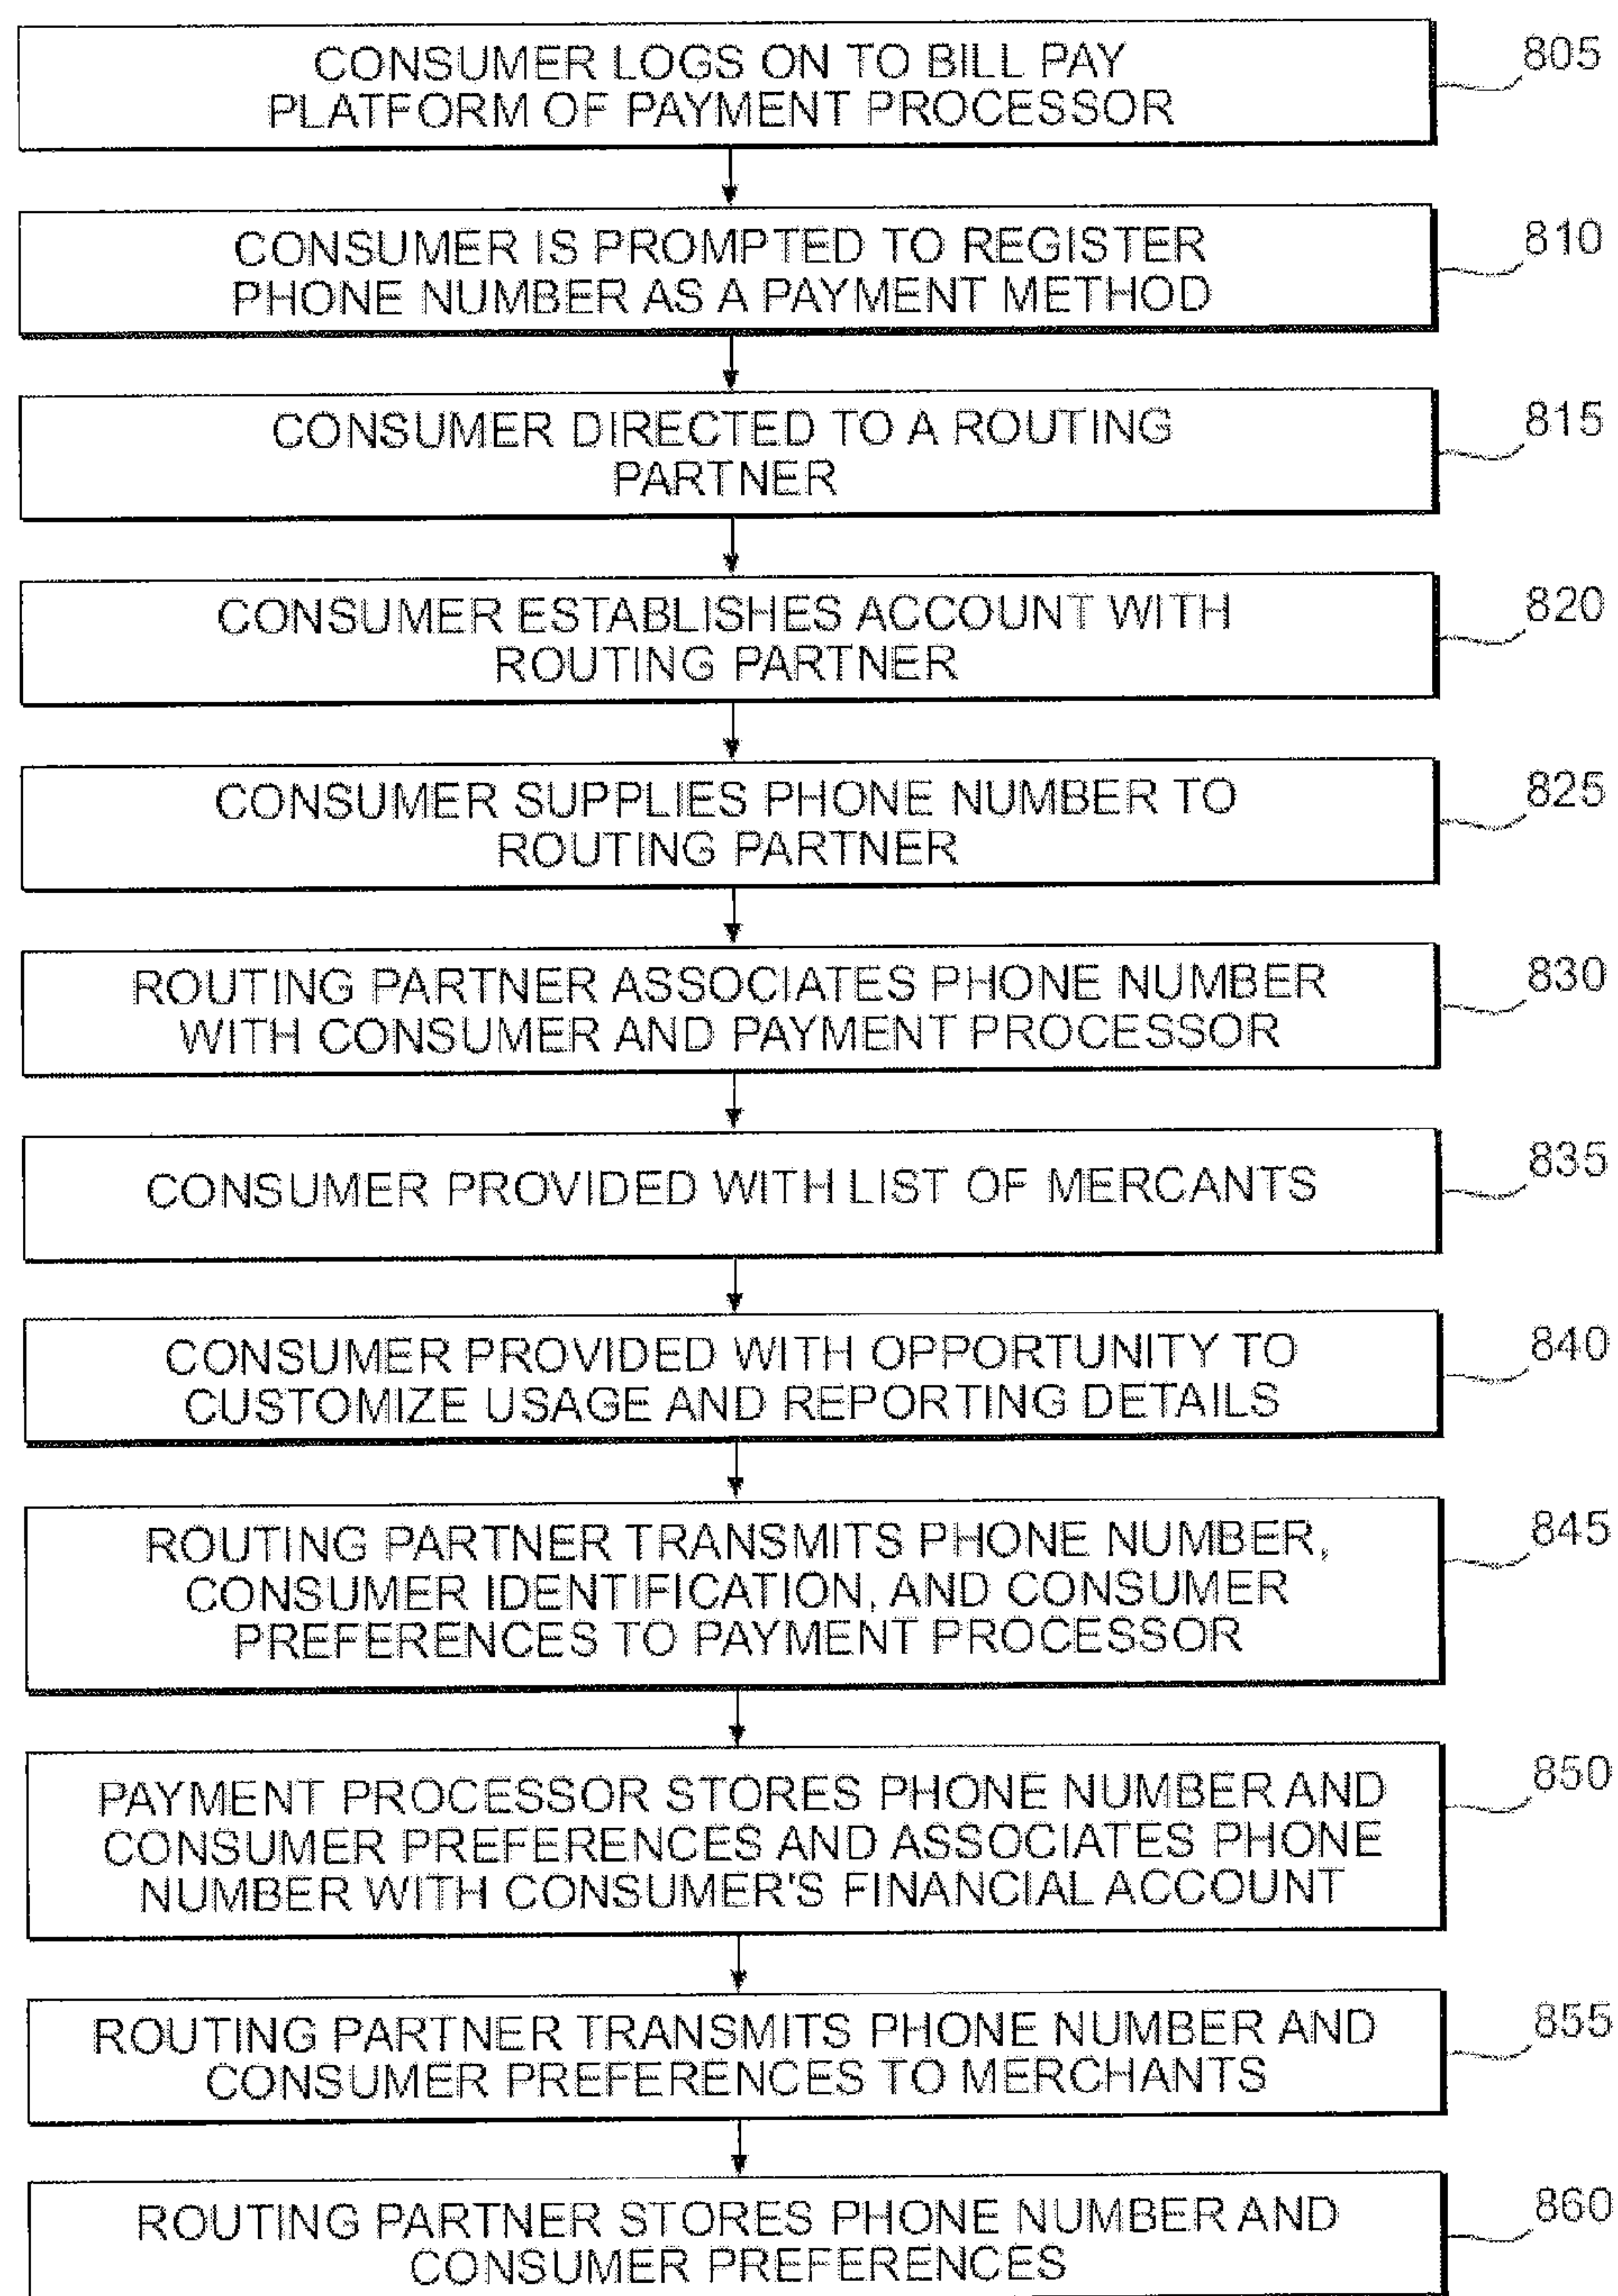 CONSUMER LOGS ON TO BILL PAY
PLATFORM OF PAYMENT PROCESSOR
805
CONSUMER IS PROMPTED TO REGISTER
PHONE NUMBER AS A PAYMENT METHOD
810
CONSUMER DIRECTED TO A ROUTING
PARTNER
815
CONSUMER ESTABLISHES ACCOUNT WITH
ROUTING PARTNER
820
CONSUMER SUPPLIES PHONE NUMBER TO
ROUTING PARTNER
825
ROUTING PARTNER ASSOCIATES PHONE NUMBER
WITH CONSUMER AND PAYMENT PROCESSOR
830
CONSUMER PROVIDED WITH LIST OF MERCANTS
835
CONSUMER PROVIDED WITH OPPORTUNITY TO
CUSTOMIZE USAGE AND REPORTING DETAILS
840
ROUTING PARTNER TRANSMITS PHONE NUMBER,
CONSUMER IDENTIFICATION, AND CONSUMER
PREFERENCES TO PAYMENT PROCESSOR
845
PAYMENT PROCESSOR STORES PHONE NUMBER AND
CONSUMER PREFERENCES AND ASSOCIATES PHONE
NUMBER WITH CONSUMER'S FINANCIAL ACCOUNT
850
ROUTING PARTNER TRANSMITS PHONE NUMBER AND
CONSUMER PREFERENCES TO MERCHANTS
855
ROUTING PARTNER STORES PHONE NUMBER AND
CONSUMER PREFERENCES
860